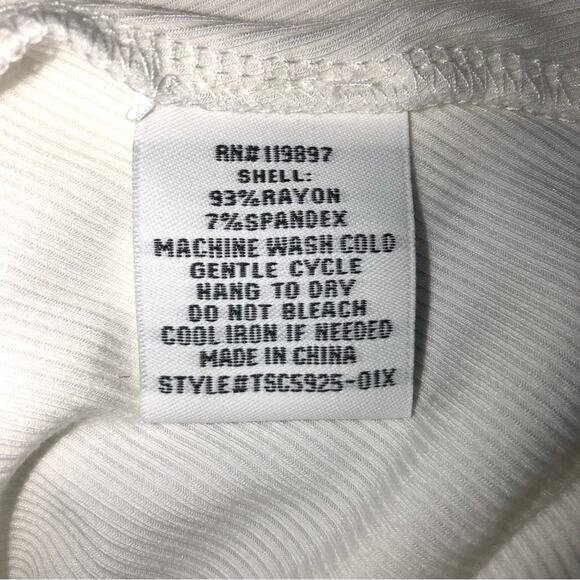 RN#119897
SHELL:
93%RAYON
7%SPANDEX
MACHINE WASH COLD
GENTLE CYCLE
HANG TO DRY
DO NOT BLEACH
COOL IRON IF NEEDED
MADE IN CHINA
STYLE#TSC5925-01X